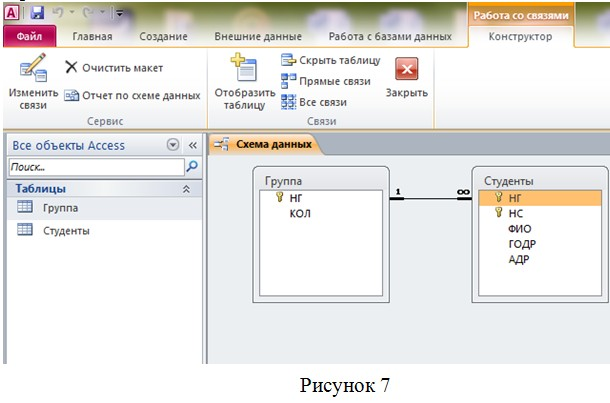 Работа со связями
Файл Главная Создание Внешние данные Работа с базами данных Конструктор
Изменить связи
Очистить макет
Отчет по схеме данных
Сервис
Отобразить таблицу
Скрыть таблицу
Прямые связи
Все связи
Закрыть
Связи
Все объекты Access
Поиск...
Таблицы
Группа
Студенты
Схема данных
Группа
НГ
КОЛ
1 ∞
Студенты
НГ
НС
ФИО
ГОДР
АДР
Рисунок 7